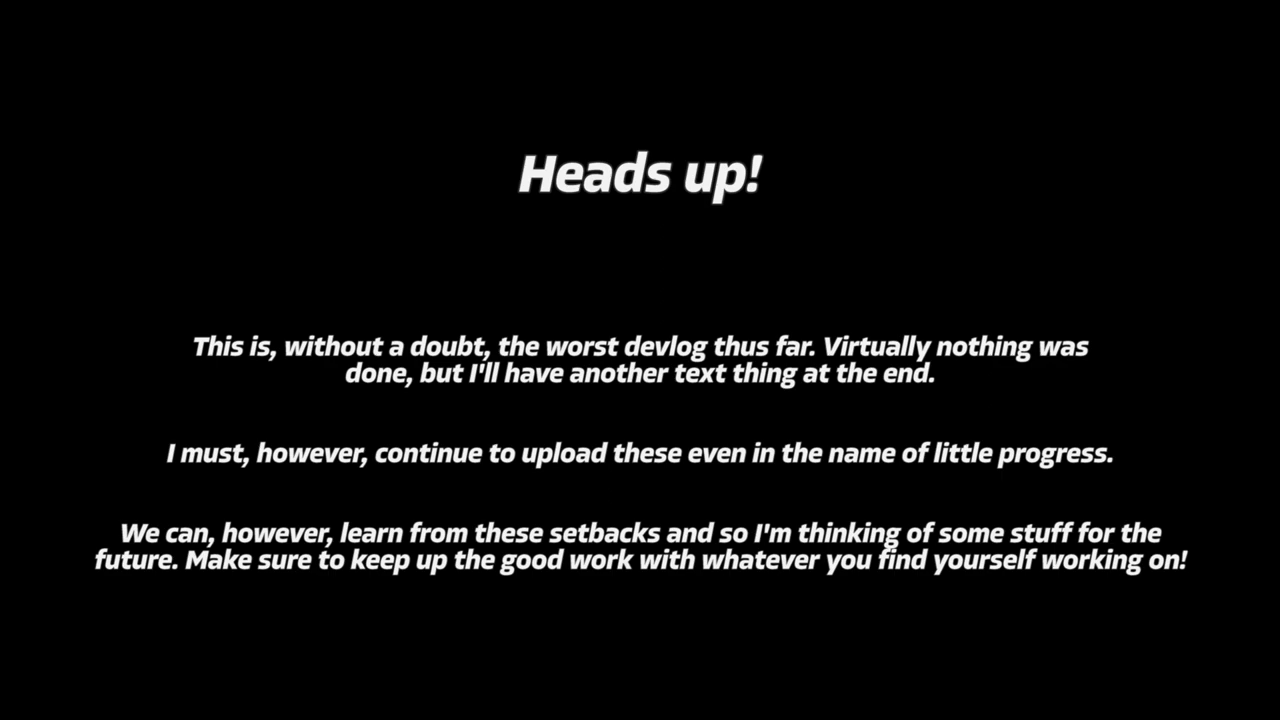 Heads up!
This is, without a doubt, the worst devlog thus far. Virtually nothing was
done, but I'll have another text thing at the end.
I must, however, continue to upload these even in the name of little progress.
We can, however, learn from these setbacks and so I'm thinking of some stuff for the
future. Make sure to keep up the good work with whatever you find yourself working on!